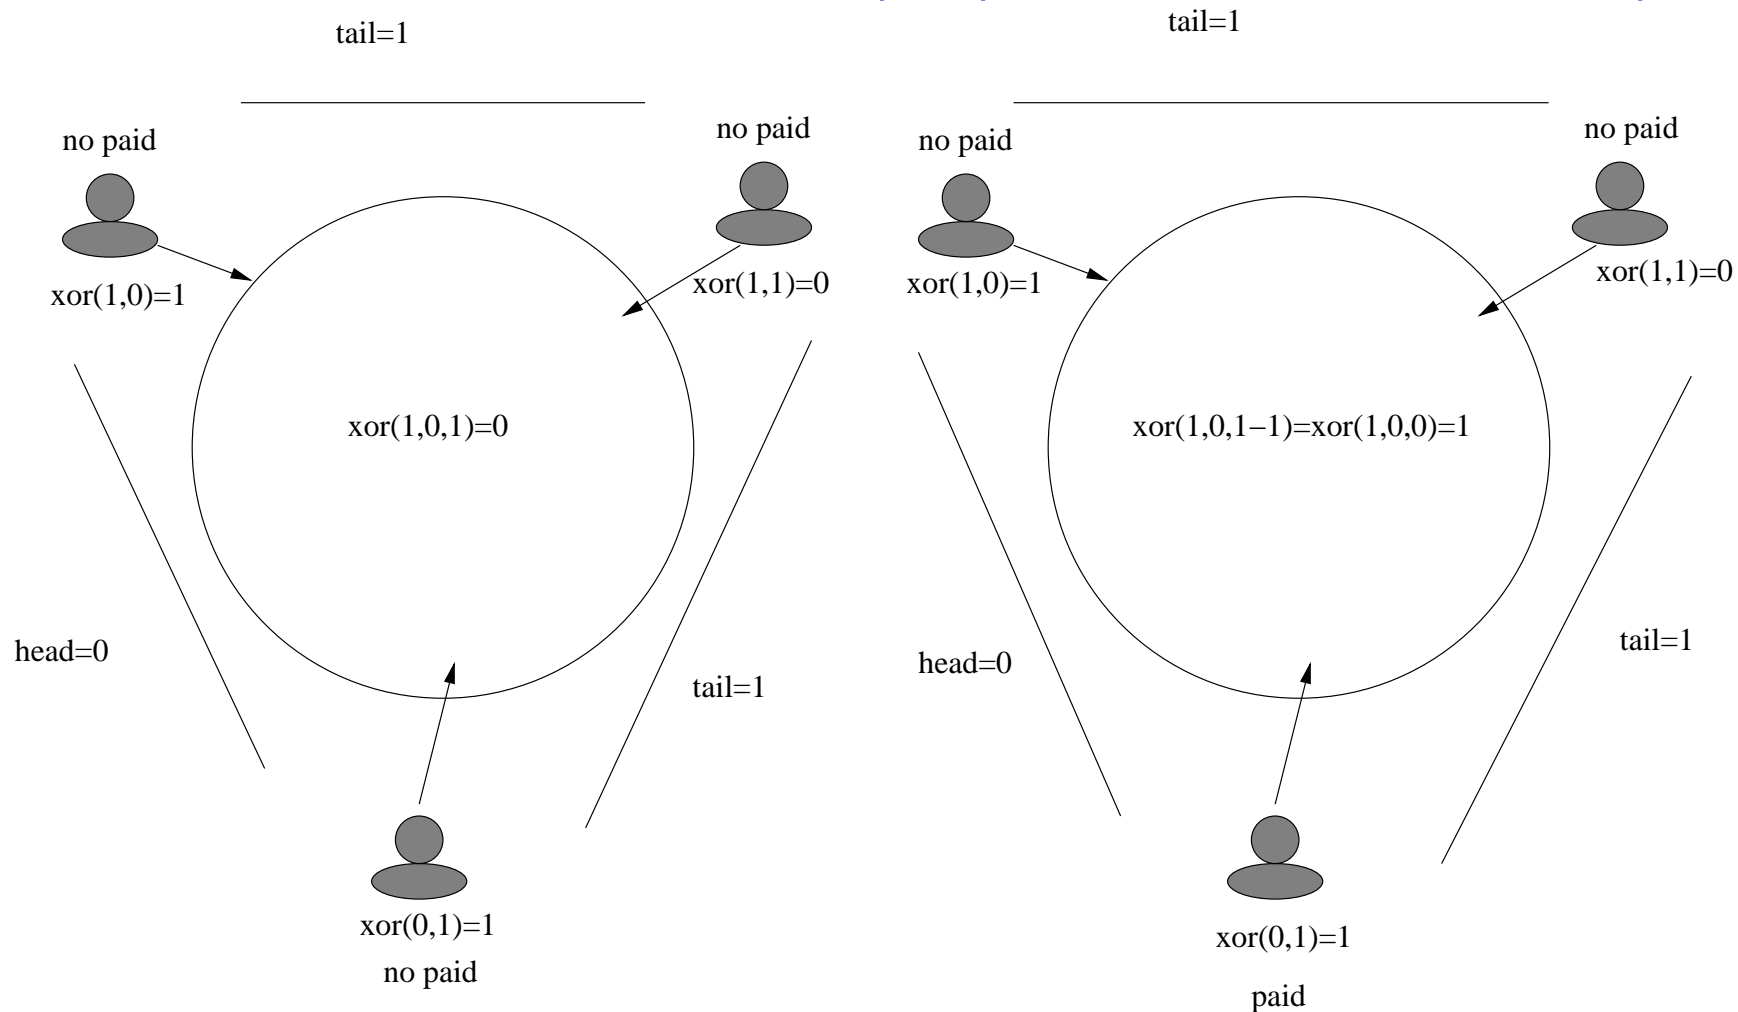 tail=1
no paid
no paid
xor(1,0)=1
xor(1,1)=0
xor(1,0,1)=0
head=0
tail=1
xor(0,1)=1
no paid
tail=1
no paid
no paid
xor(1,0)=1
xor(1,1)=0
xor(1,0,1−1)=xor(1,0,0)=1
head=0
tail=1
xor(0,1)=1
paid